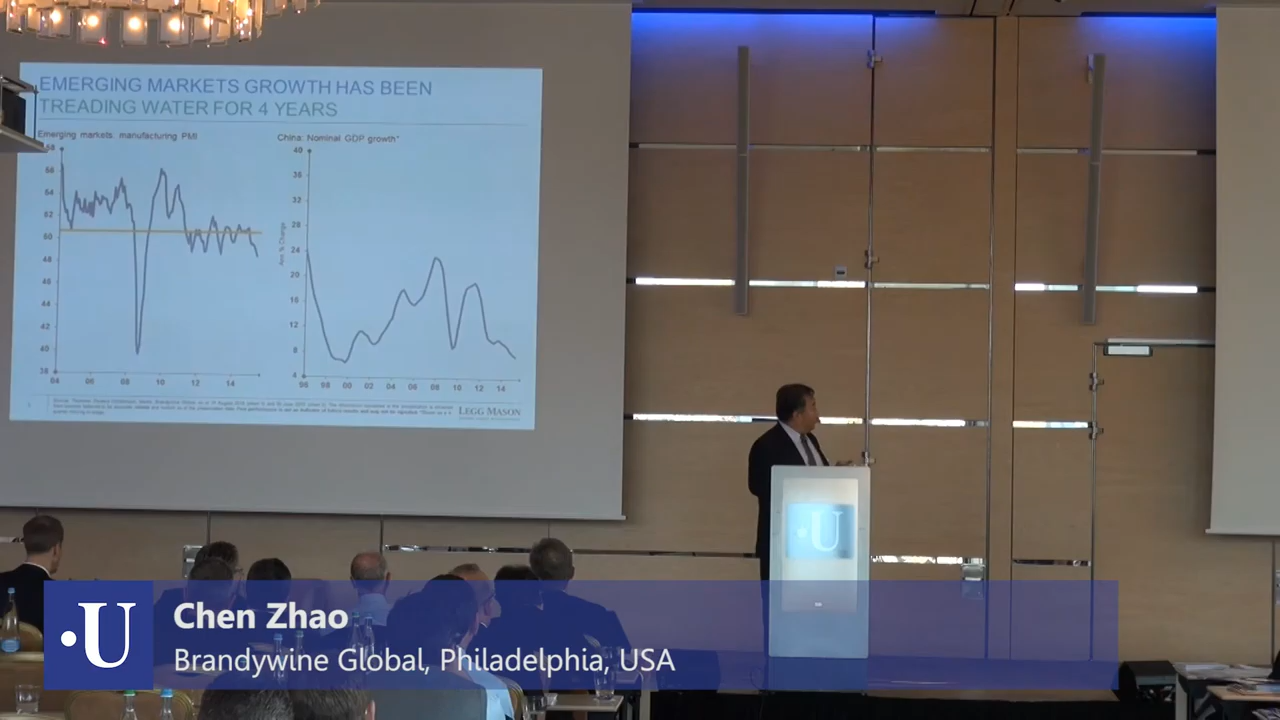 EMERGING MARKETS GROWTH HAS BEEN
TREADING WATER FOR 4 YEARS
Emerging markets: manufacturing PMI
58
56
54
52
50
48
46
44
42
40
38
04 06 08 10 12 14
China: Nominal GDP growth*
Ann % Change
40
36
32
28
24
20
16
12
8
4
96 98 00 02 04 06 08 10 12 14
LEGG MASON
U
U
Chen Zhao
Brandywine Global, Philadelphia, USA